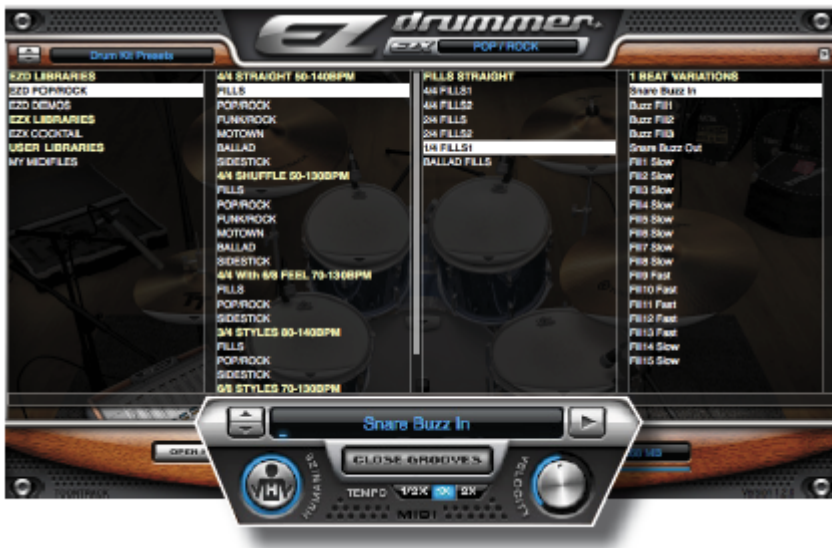 EZ drummer
EZX POP / ROCK
Drum Kit Presets
EZD LIBRARIES
EZD POP/ROCK
EZD DEMOS
EZX LIBRARIES
EZX COCKTAIL
USER LIBRARIES
MY MIDIFILES
4/4 STRAIGHT 50-140BPM
FILLS
POP/ROCK
FUNK/ROCK
MOTOWN
BALLAD
SIDESTICK
4/4 SHUFFLE 50-130BPM
FILLS
POP/ROCK
FUNK/ROCK
MOTOWN
BALLAD
SIDESTICK
4/4 With 6/8 FEEL 70-130BPM
FILLS
POP/ROCK
SIDESTICK
3/4 STYLES 80-140BPM
FILLS
POP/ROCK
SIDESTICK
6/8 STYLES 70-130BPM
FILLS STRAIGHT
4/4 FILLS1
4/4 FILLS2
2/4 FILLS
2/4 FILLS2
1/4 FILLS1
BALLAD FILLS
1 BEAT VARIATIONS
Snare Buzz In
Buzz Fill1
Buzz Fill2
Buzz Fill3
Snare Buzz Out
Fill1 Slow
Fill2 Slow
Fill3 Slow
Fill4 Slow
Fill5 Slow
Fill6 Slow
Fill7 Slow
Fill8 Slow
Fill9 Fast
Fill10 Fast
Fill11 Fast
Fill12 Fast
Fill13 Fast
Fill14 Slow
Fill15 Slow
Snare Buzz In
OPEN
CLOSE GROOVES
HUMANIZE
VELOCITY
TEMPO 1/2X 1X 2X
MIDI
TOONTRACK